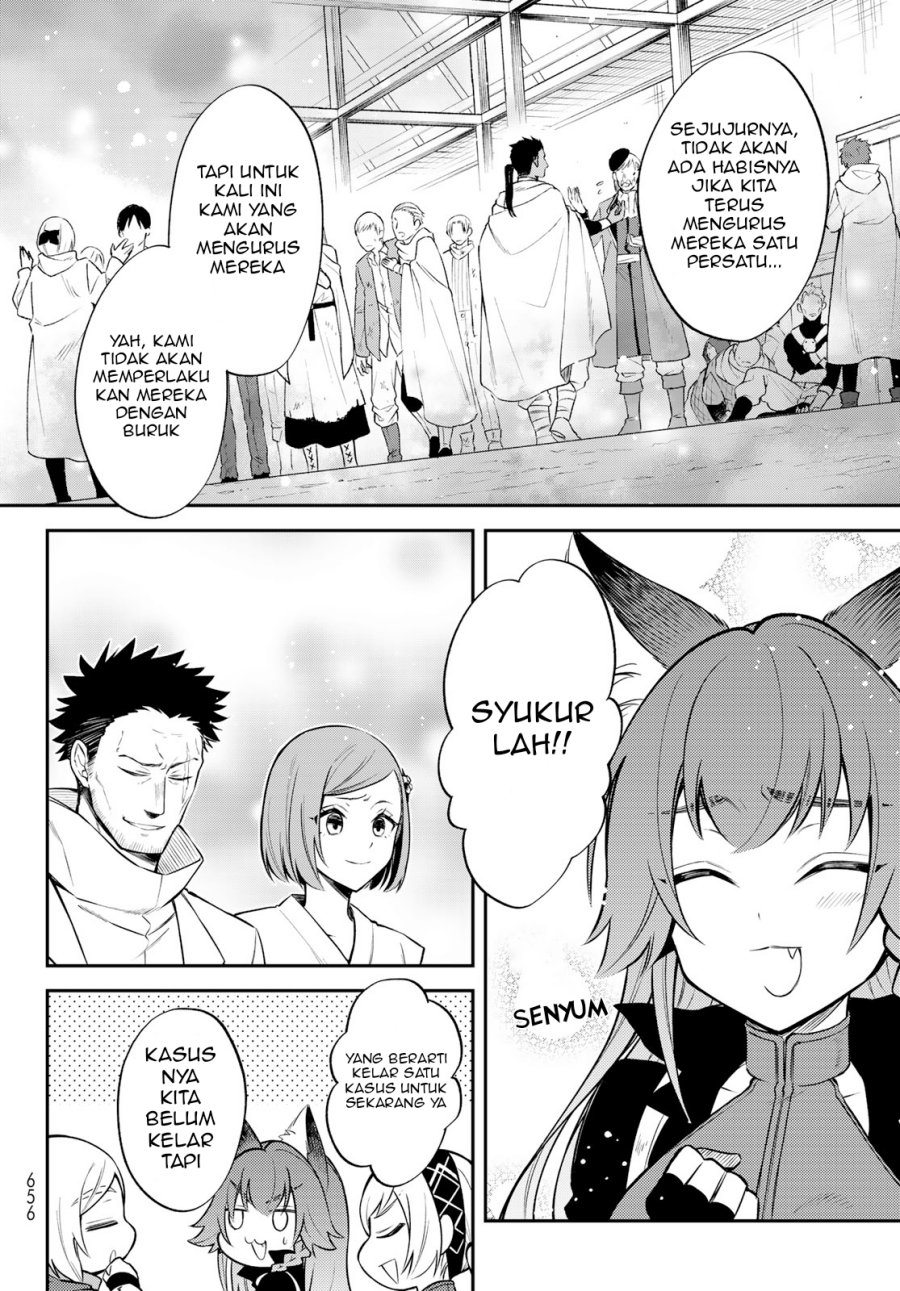 SEJUJURNYA,
TIDAK AKAN
ADA HABISNYA
JIKA KITA
TERUS
MENGURUS
MEREKA SATU
PERSATU...
TAPI UNTUK
KALI INI
KAMI YANG
AKAN
MENGURUS
MEREKA
YAH, KAMI
TIDAK AKAN
MEMPERLAKU
KAN MEREKA
DENGAN
BURUK
SYUKUR
LAH!!
SENYUM
YANG BERARTI
KELAR SATU
KASUS UNTUK
SEKARANG YA
KASUS
NYA
KITA
BELUM
KELAR
TAPI
656